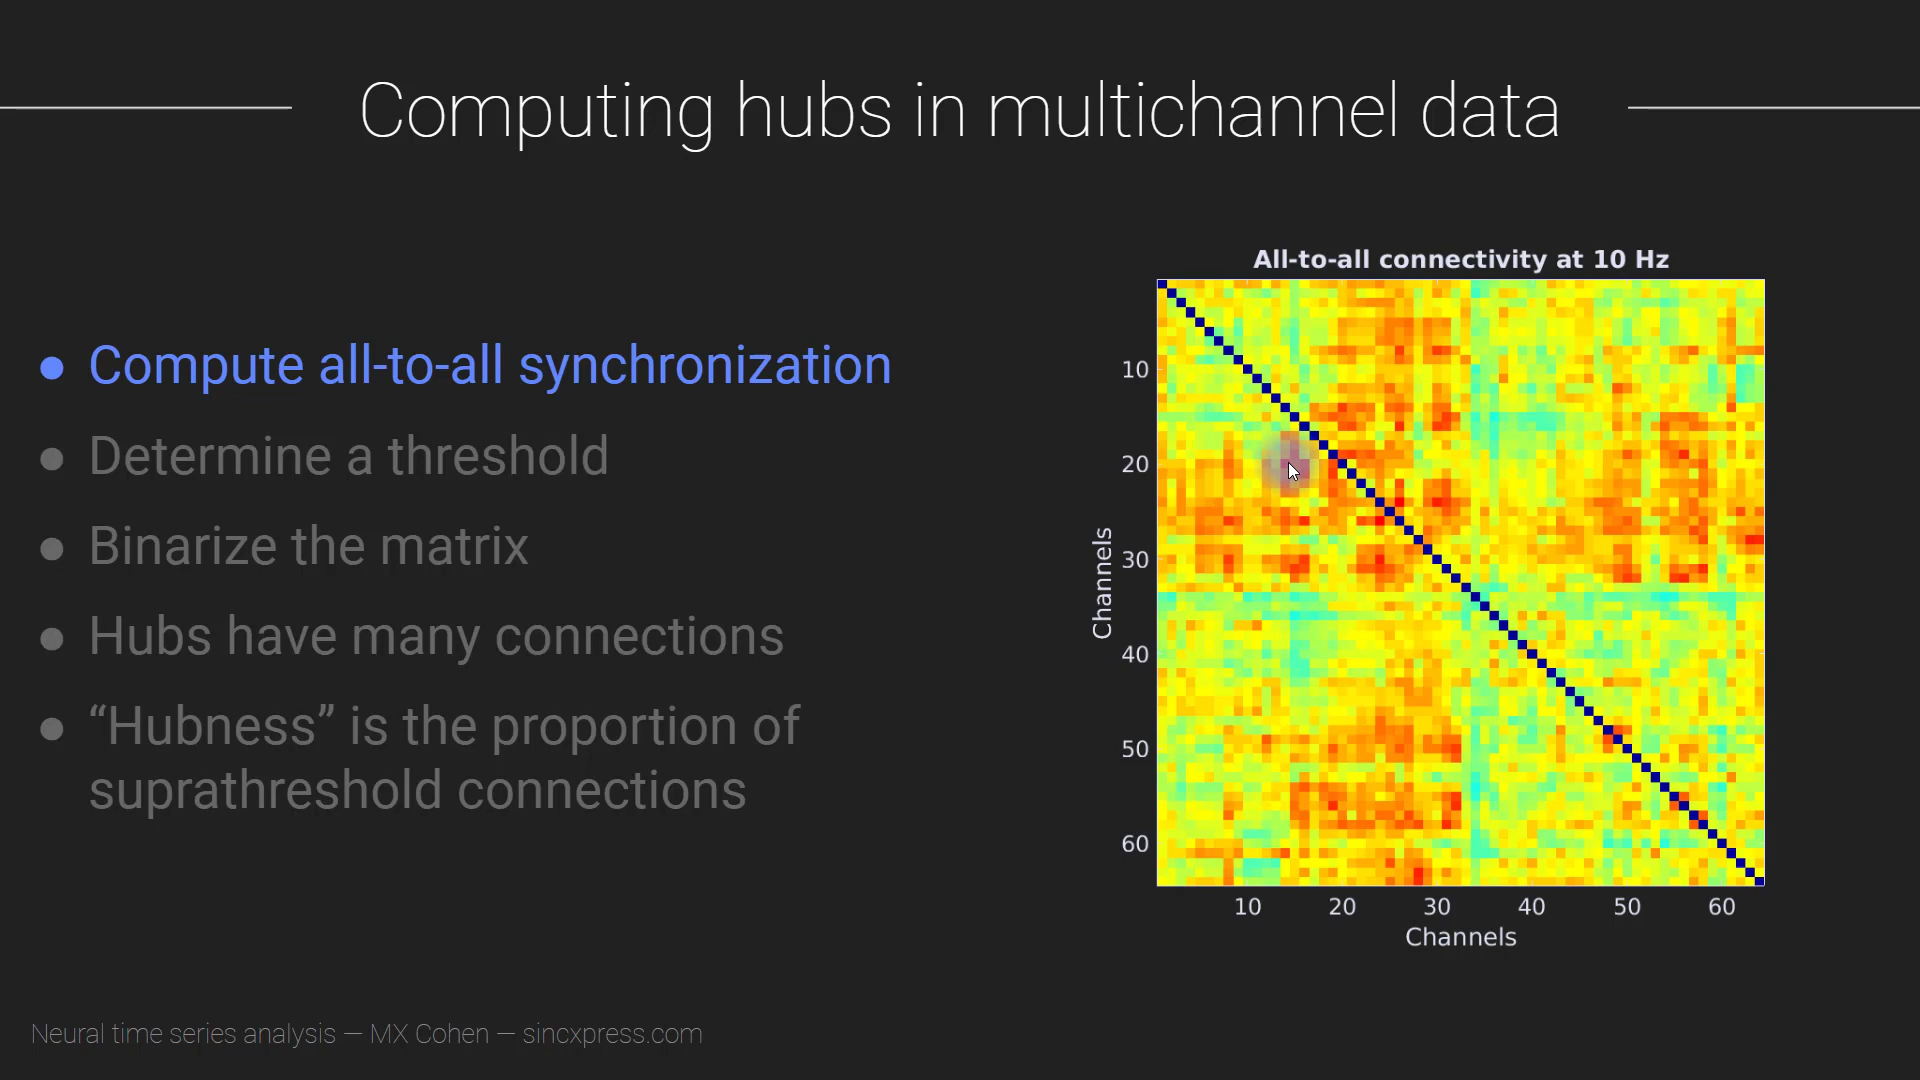 Computing hubs in multichannel data
All-to-all connectivity at 10 Hz
• Compute all-to-all synchronization
• Determine a threshold
• Binarize the matrix
• Hubs have many connections
• “Hubness” is the proportion of
suprathreshold connections
Channels
10
20
30
40
50
60
10 20 30 40 50 60
Channels
Neural time series analysis — MX Cohen — sincxpress.com